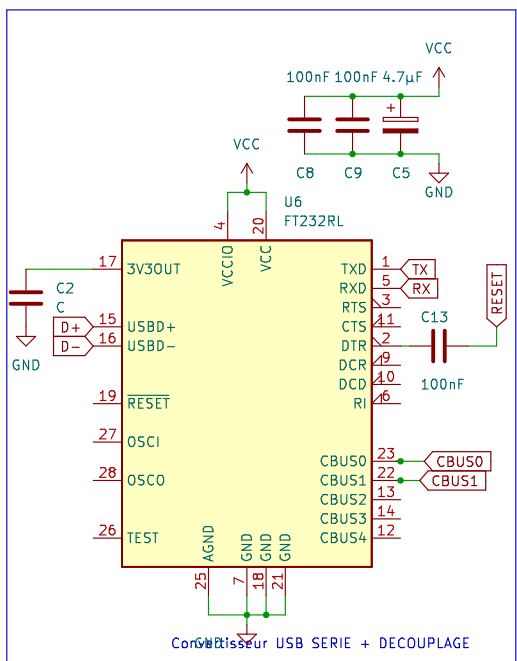 VCC
100nF 100nF 4.7µF
+
C8 C9 C5
GND
VCC
U6
FT232RL
4 20
VCCIO VCC
17 3V3OUT TXD 1 TX
RXD 5 RX
C2
C
RTS 3
RESET
D+ 15 USBD+ CTS 11 C13
D- 16 USBD- DTR 2
GND
DCR 9
DCD 10 100nF
19 RESET RI 6
27 OSCI
CBUS0 23 CBUS0
28 OSCO CBUS1 22 CBUS1
CBUS2 13
CBUS3 14
26 TEST CBUS4 12
AGND GND GND GND
25 7 18 21
GND
Convertisseur USB SERIE + DECOUPLAGE